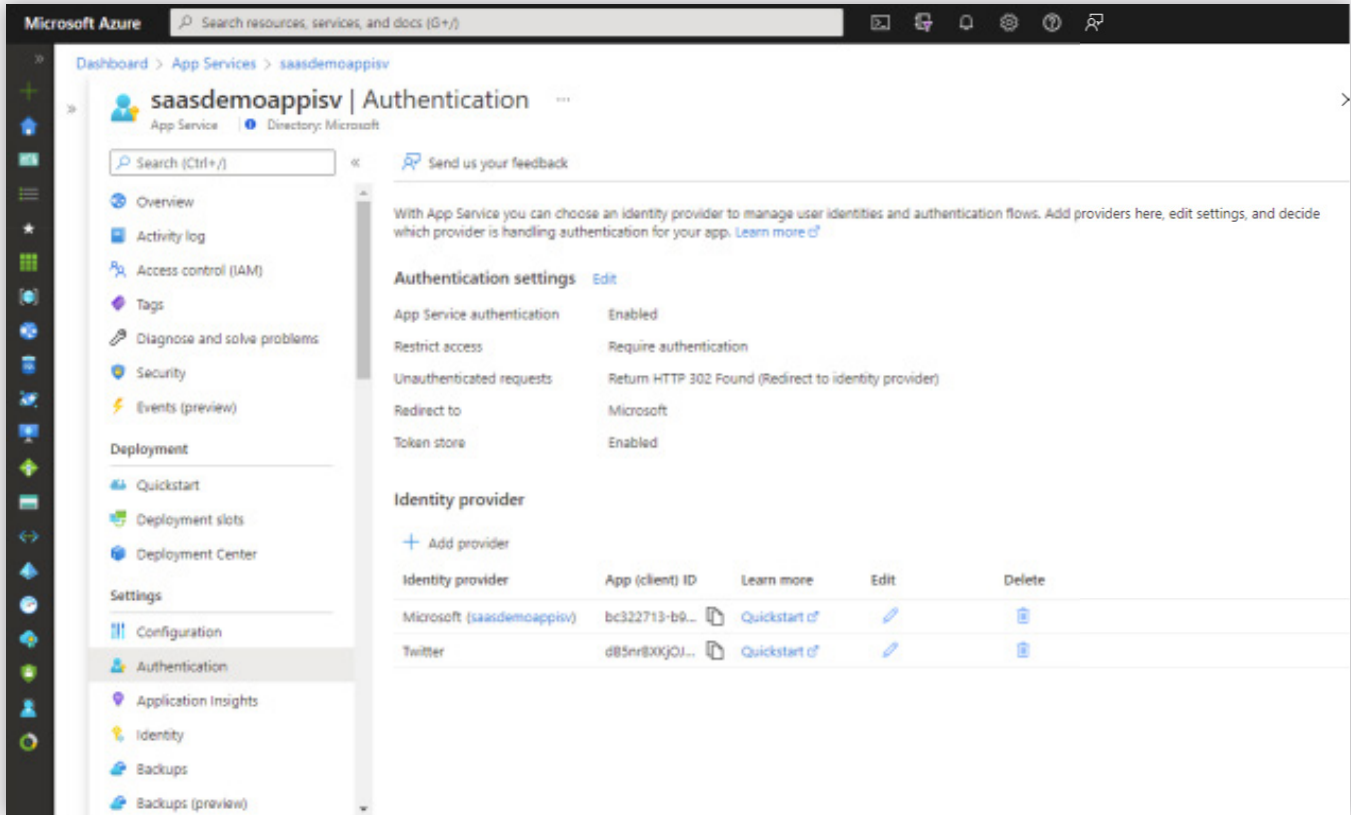 Microsoft Azure
Search resources, services, and docs (G+/)
Dashboard > App Services > saasdemoappisv
saasdemoappisv | Authentication ...
App Service
Directory: Microsoft
Search (Ctrl+/)
Overview
Activity log
Access control (IAM)
Tags
Diagnose and solve problems
Security
Events (preview)
Deployment
Quickstart
Deployment slots
Deployment Center
Settings
Configuration
Authentication
Application Insights
Identity
Backups
Backups (preview)
Send us your feedback
With App Service you can choose an identity provider to manage user identities and authentication flows. Add providers here, edit settings, and decide
which provider is handling authentication for your app. Learn more
Authentication settings Edit
App Service authentication Enabled
Restrict access Require authentication
Unauthenticated requests Return HTTP 302 Found (Redirect to identity provider)
Redirect to Microsoft
Token store Enabled
Identity provider
Add provider
Identity provider App (client) ID Learn more Edit Delete
Microsoft (saasdemoappisv) bc322713-b9... Quickstart
Twitter Quickstart